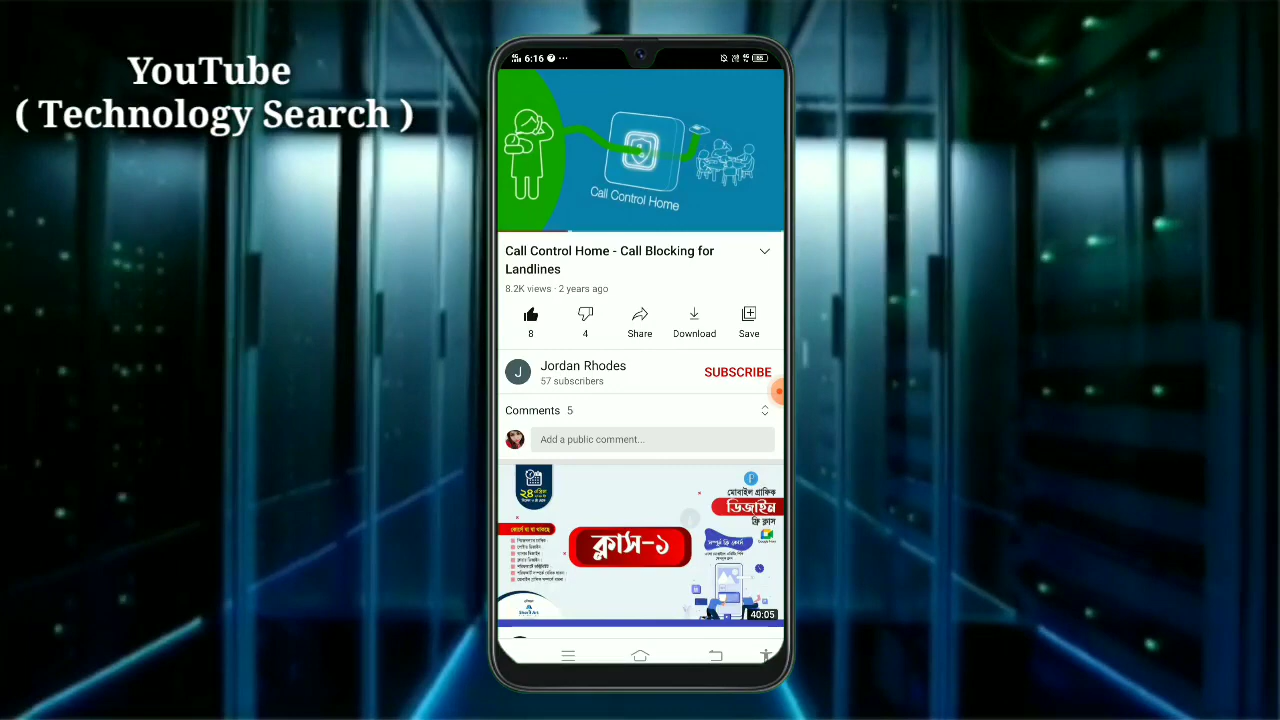 YouTube
( Technology Search )
6:16
Call Control Home
Call Control Home - Call Blocking for
Landlines
8.2K views · 2 years ago
8
4
Share
Download
Save
J
Jordan Rhodes
57 subscribers
SUBSCRIBE
Comments 5
Add a public comment...
২৪
মোবাইল গ্রাফিক
ডিজাইন
ফ্রি ক্লাস
ক্লাস-১
40:05